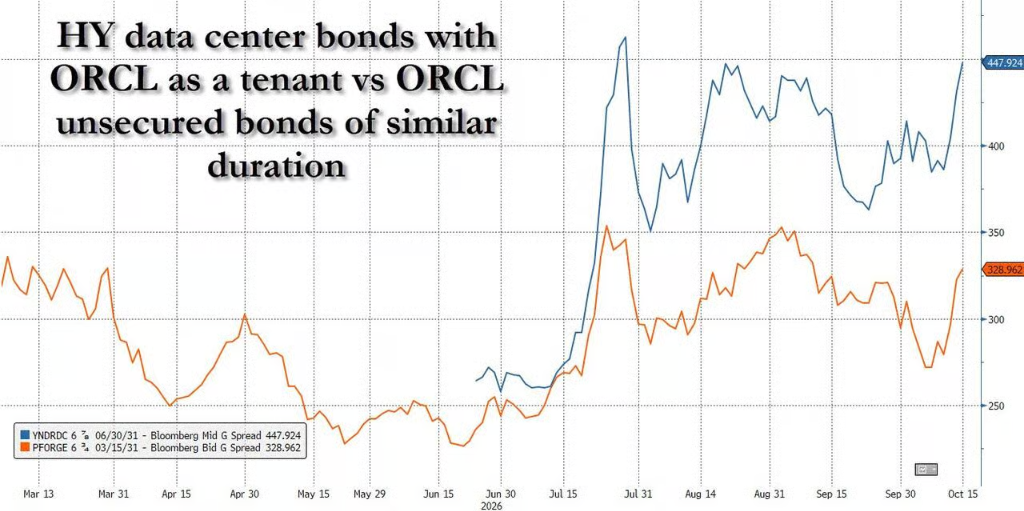 HY data center bonds with
ORCL as a tenant vs ORCL
unsecured bonds of similar
duration
447.924
400
350
328.962
300
250
YNDRDC 6 ⅞ 06/30/31 - Bloomberg Mid G Spread 447.924
PFORGE 6 ¾ 03/15/31 - Bloomberg Bid G Spread 328.962
Mar 13 Mar 31 Apr 15 Apr 30 May 15 May 29 Jun 15 Jun 30 Jul 15 Jul 31 Aug 14 Aug 31 Sep 15 Sep 30 Oct 15
2026